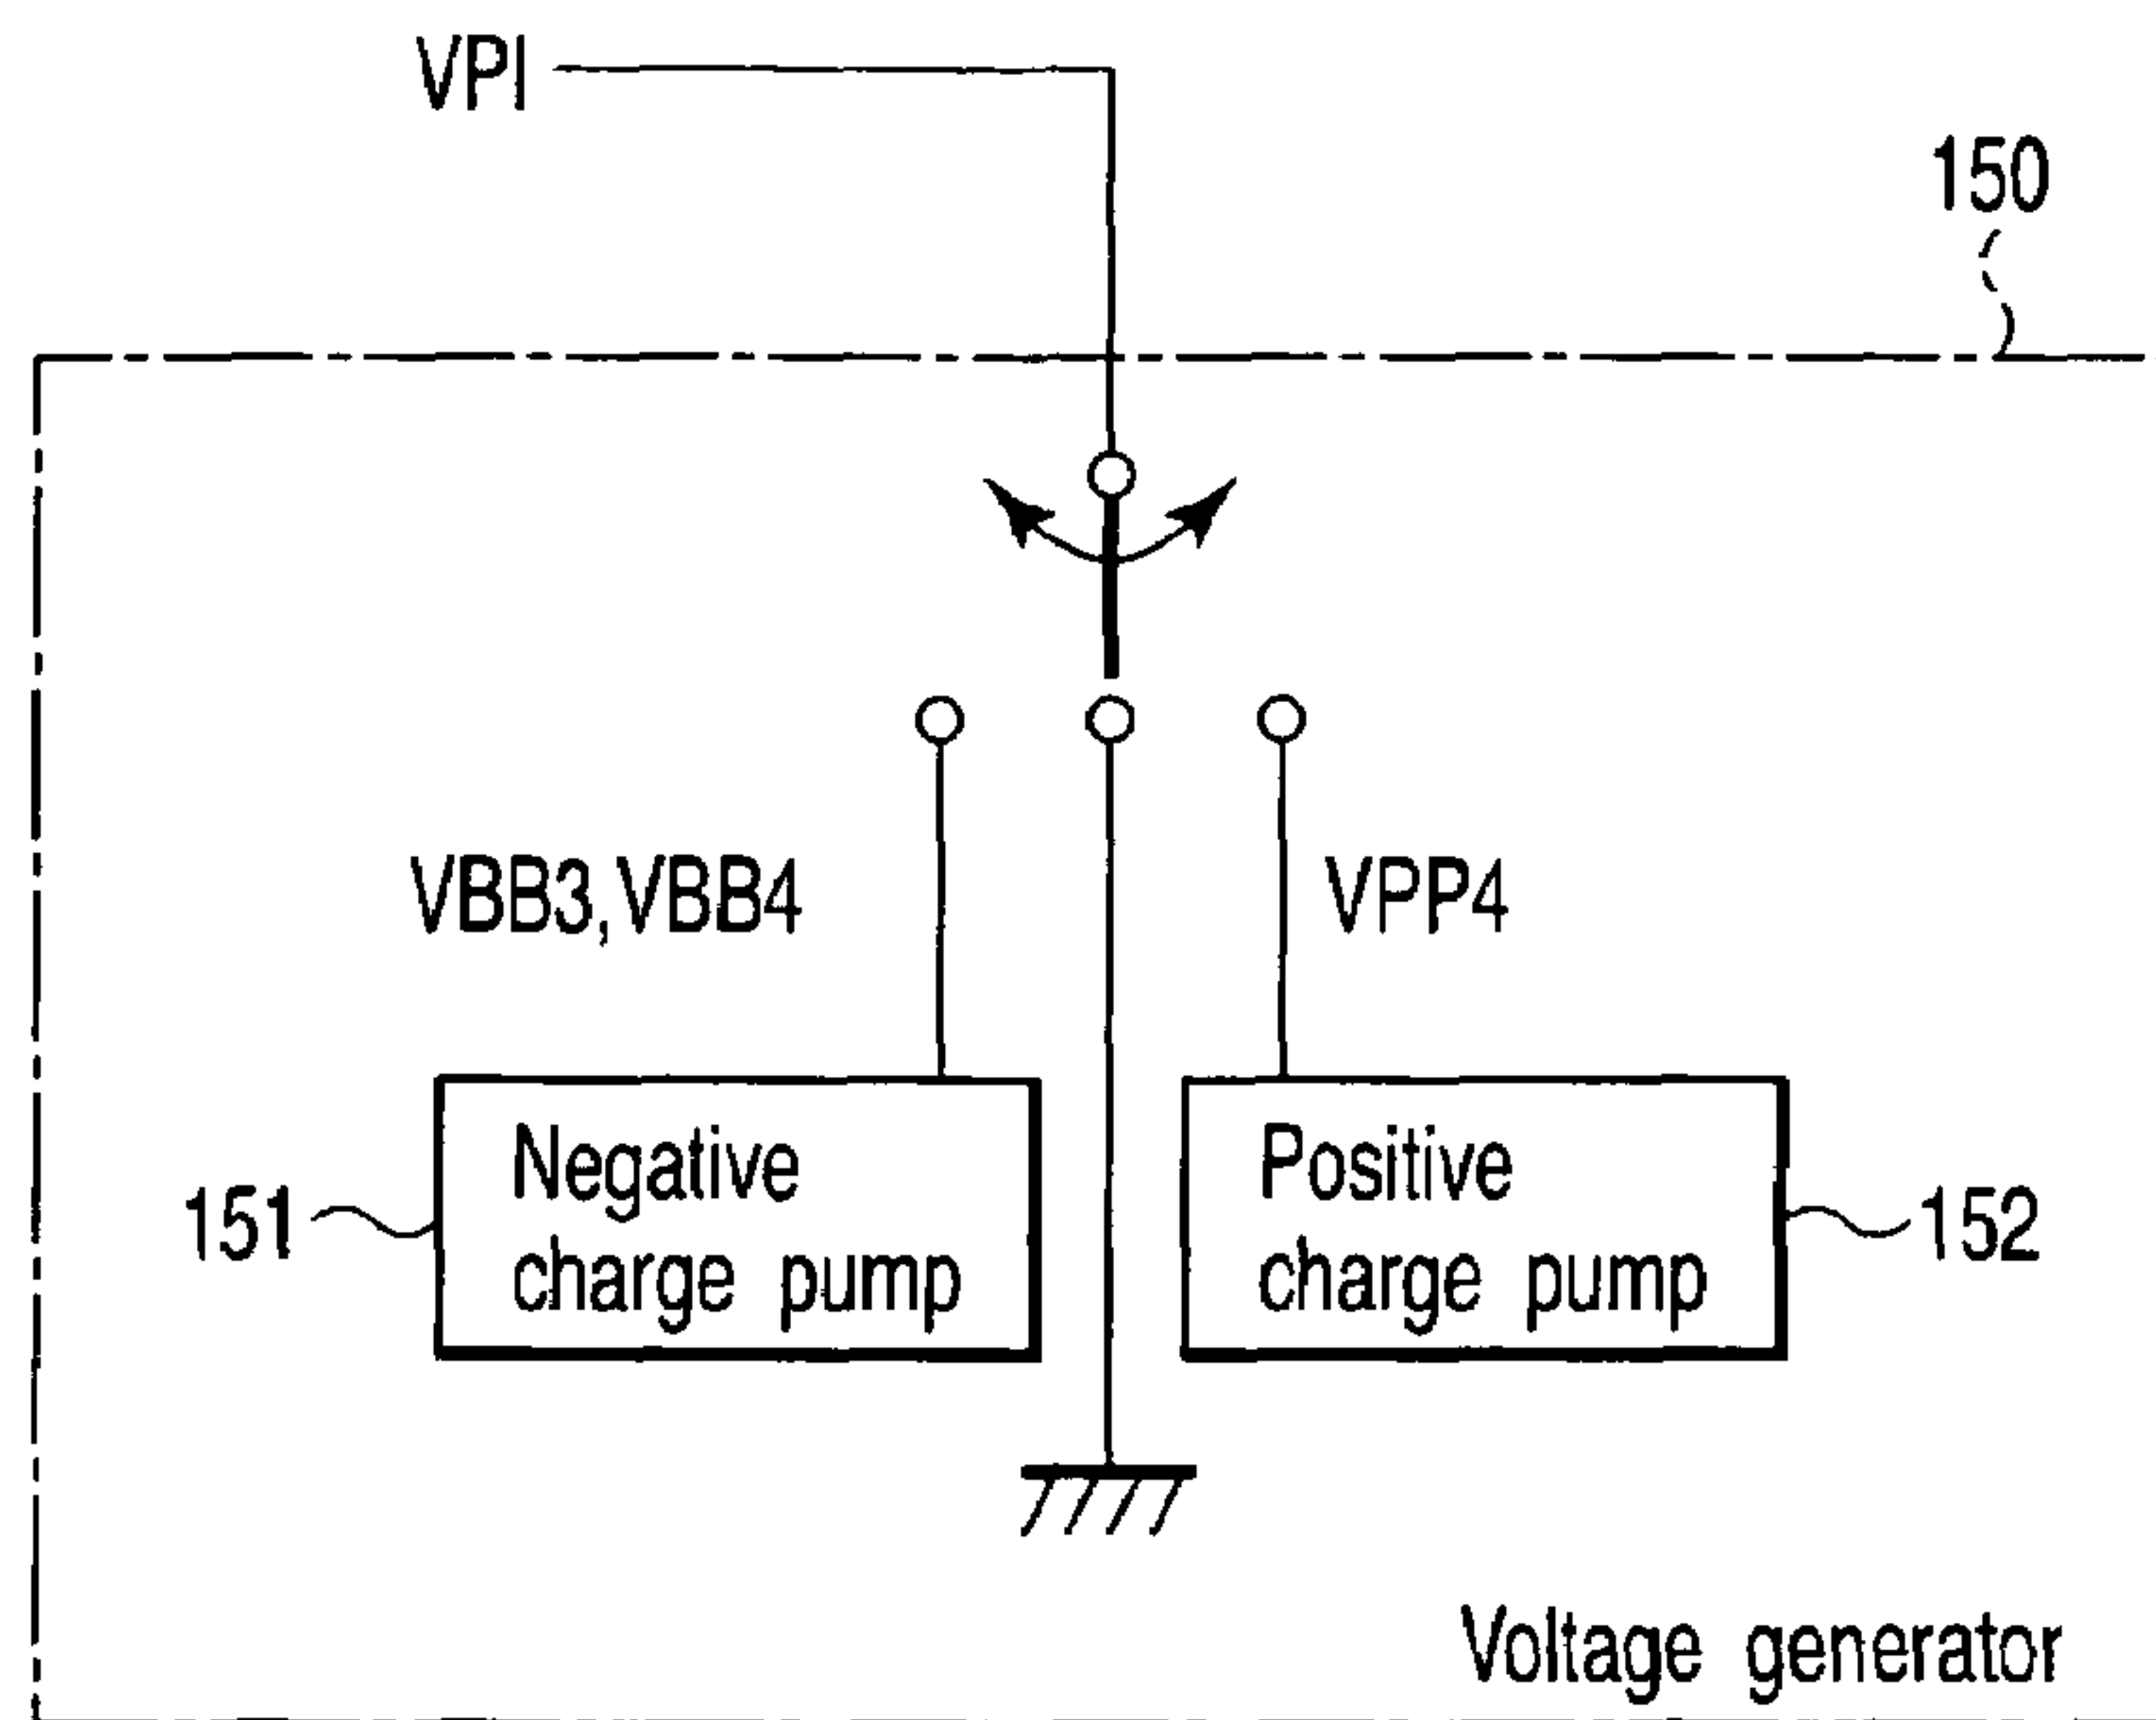 VPI
150
VBB3,VBB4
VPP4
Negative
charge pump
Positive
charge pump
151
152
Voltage generator